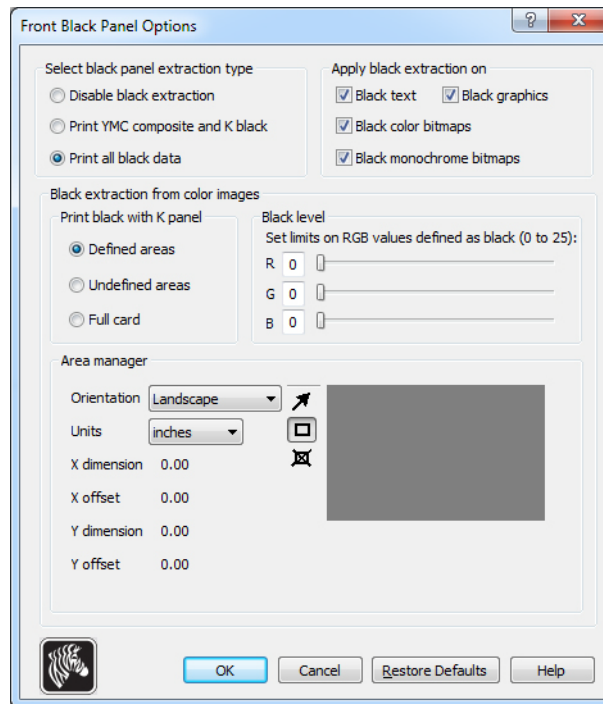 Front Black Panel Options
Select black panel extraction type
Disable black extraction
Print YMC composite and K black
Print all black data
Apply black extraction on
Black text Black graphics
Black color bitmaps
Black monochrome bitmaps
Black extraction from color images
Print black with K panel
Defined areas
Undefined areas
Full card
Black level
Set limits on RGB values defined as black (0 to 25):
R 0
G 0
B 0
Area manager
Orientation Landscape
Units inches
X dimension 0.00
X offset 0.00
Y dimension 0.00
Y offset 0.00
OK Cancel Restore Defaults Help